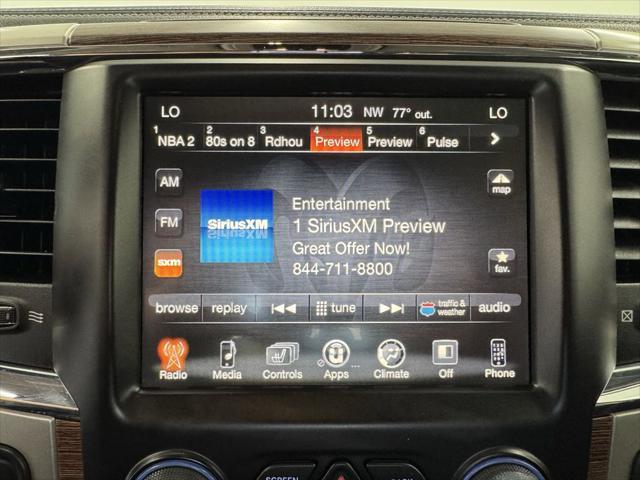 LO 11:03 NW 77° out. LO
1 NBA 2 2 80s on 8 3 Rdhou 4 Preview 5 Preview 6 Pulse
AM
FM
sxm
SiriusXM
Entertainment
1 SiriusXM Preview
Great Offer Now!
844-711-8800
map
fav.
browse replay tune traffic & weather audio
Radio Media Controls Apps Climate Off Phone
SCREEN
BACK